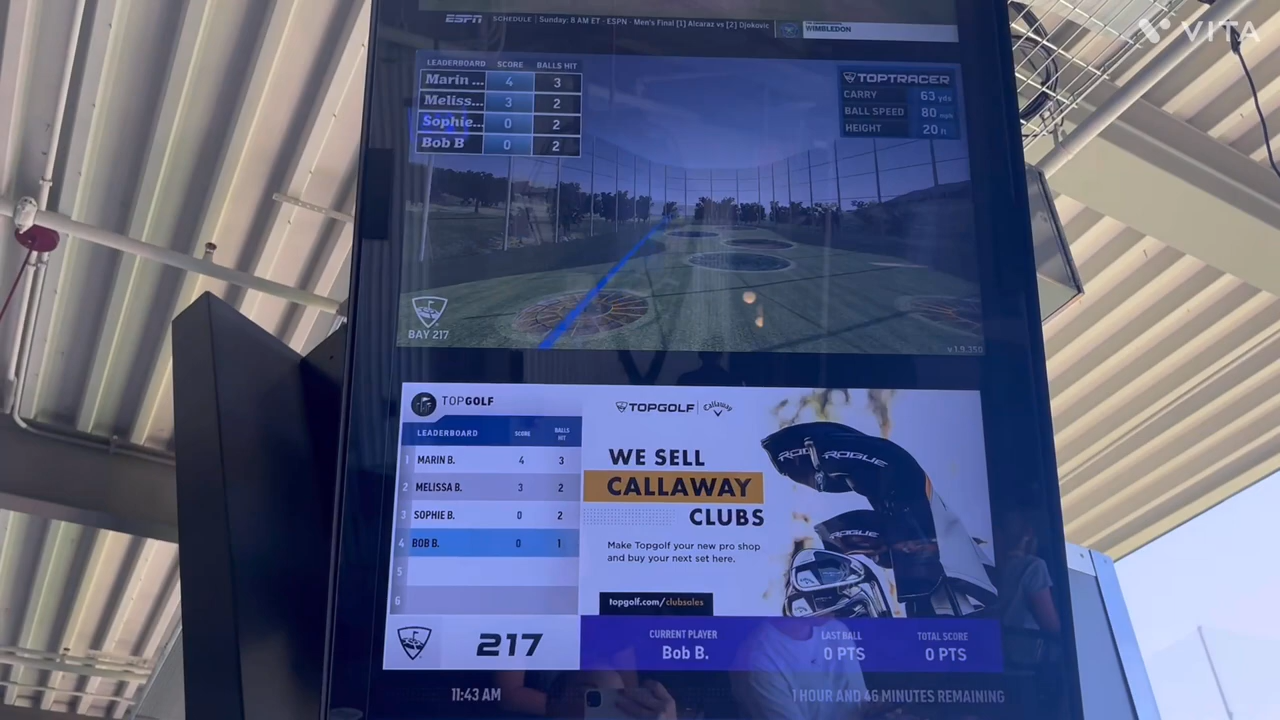 ESPN SCHEDULE | Sunday: 8 AM ET - ESPN - Men's Final [1] Alcaraz vs [2] Djokovic
WIMBLEDON
VITA
LEADERBOARD SCORE BALLS HIT
Marin ... 4 3
Meliss... 3 2
Sophie... 0 2
Bob B 0 2
TOPTRACER
CARRY 63 yds
BALL SPEED 80 mph
HEIGHT 20 ft
BAY 217
v1.9.350
TOPGOLF
LEADERBOARD SCORE BALLS HIT
1 MARIN B. 4 3
2 MELISSA B. 3 2
3 SOPHIE B. 0 2
4 BOB B. 0 1
5
6
TOPGOLF | Callaway
WE SELL
CALLAWAY
CLUBS
Make Topgolf your new pro shop
and buy your next set here.
topgolf.com/clubsales
ROGUE
ROGUE
217
CURRENT PLAYER
Bob B.
LAST BALL
0 PTS
TOTAL SCORE
0 PTS
11:43 AM
1 HOUR AND 46 MINUTES REMAINING